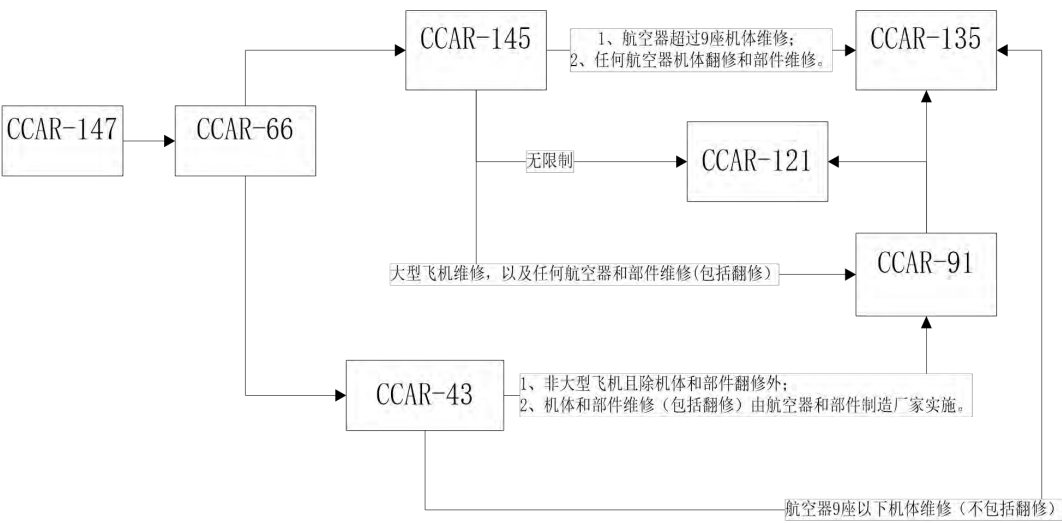 CCAR-145
1、航空器超过9座机体维修；
2、任何航空器机体翻修和部件维修。
CCAR-135
CCAR-147
CCAR-66
无限制
CCAR-121
大型飞机维修，以及任何航空器和部件维修(包括翻修）
CCAR-91
CCAR-43
1、非大型飞机且除机体和部件翻修外；
2、机体和部件维修（包括翻修）由航空器和部件制造厂家实施。
航空器9座以下机体维修（不包括翻修）